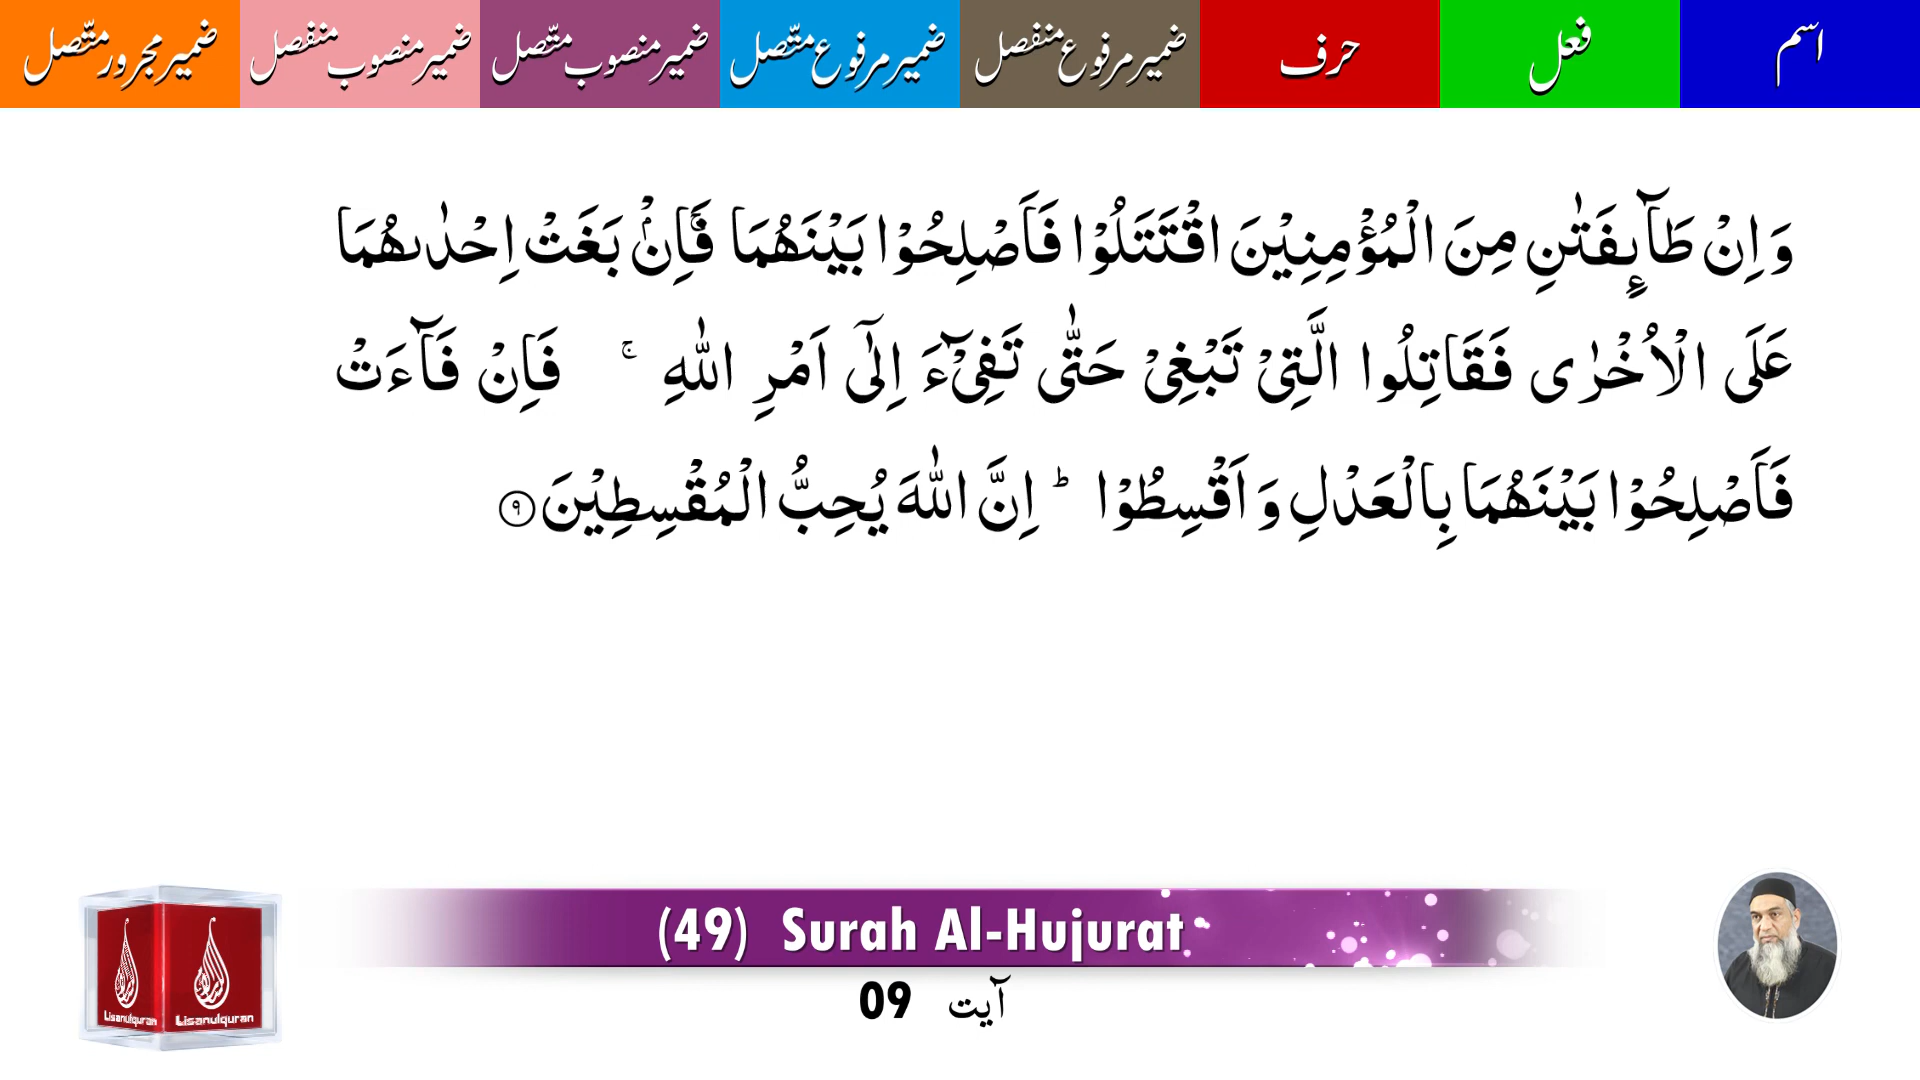 اسم فعل حرف ضمیر مرفوع منفصل ضمیر مرفوع متّصل ضمیر منصوب متّصل ضمیر منصوب منفصل ضمیر مجرور متّصل
وَ اِنْ طَآىِٕفَتٰنِ مِنَ الْمُؤْمِنِیْنَ اقْتَتَلُوْا فَاَصْلِحُوْا بَیْنَهُمَا فَاِنْۢ بَغَتْ اِحْدٰىهُمَا
عَلَی الْاُخْرٰی فَقَاتِلُوا الَّتِیْ تَبْغِیْ حَتّٰی تَفِیْٓءَ اِلٰۤی اَمْرِ اللّٰهِ ۚ فَاِنْ فَآءَتْ
فَاَصْلِحُوْا بَیْنَهُمَا بِالْعَدْلِ وَ اَقْسِطُوْا ؕ اِنَّ اللّٰهَ یُحِبُّ الْمُقْسِطِیْنَ ۹
(49) Surah Al-Hujurat
آیت 09
Lisanulquran Lisanulquran